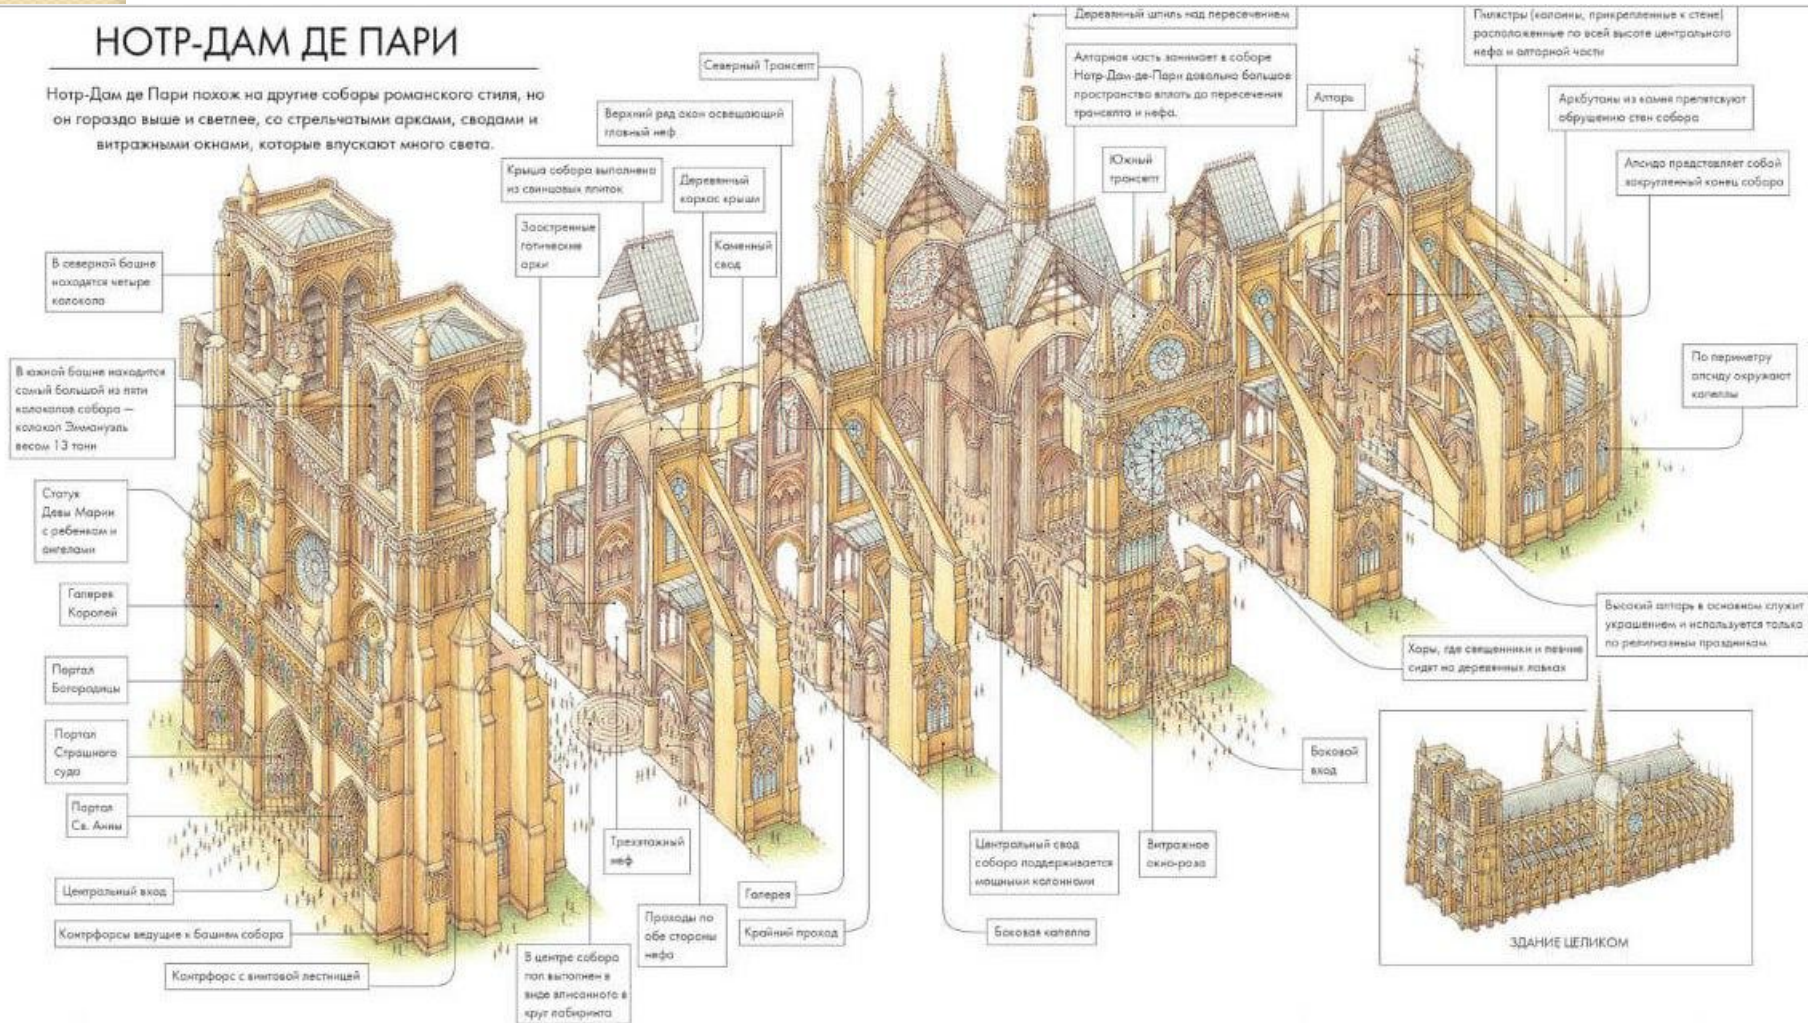 НОТР-ДАМ ДЕ ПАРИ
Нотр-Дам де Пари похож на другие соборы романского стиля, но
он гораздо выше и светлее, со стрельчатыми арками, сводами и
витражными окнами, которые впускают много света.
В северной башне
находятся четыре
колокола
В южной башне находится
самый большой из пяти
колоколов собора —
колокол Эммануэль
весом 13 тонн
Статуя
Девы Марии
с ребенком и
ангелами
Галерея
Королей
Портал
Богородицы
Портал
Страшного
суда
Портал
Св. Анны
Центральный вход
Контрфорсы ведущие к башням собора
Контрфорс с винтовой лестницей
Крыша собора выполнена
из свинцовых плиток
Заостренные
готические
арки
Верхний ряд окон освещающий
главный неф
Деревянный
каркас крыши
Каменный
свод
Северный Трансепт
Деревянный шпиль над пересечением
Алтарная часть занимает в соборе
Нотр-Дам-де-Пари довольно большое
пространство вплоть до пересечения
трансепта и нефа.
Южный
трансепт
Алтарь
Пилястры (колонны, прикрепленные к стене)
расположенные по всей высоте центрального
нефа и алтарной части
Аркбутаны из камня препятсвуют
обрушению стен собора
Апсида представляет собой
закругленный конец собора
По периметру
апсиду окружают
капеллы
Высокий алтарь в основном служит
украшением и используется только
по религиозным праздникам
Хоры, где священники и певчие
сидят на деревянных лавках
Боковой
вход
Витражное
окно-роза
Центральный свод
собора поддерживается
мощными колоннами
Боковая капелла
Галерея
Крайний проход
Трехэтажный
неф
Проходы по
обе стороны
нефа
В центре собора
пол выполнен в
виде вписанного в
круг лабиринта
ЗДАНИЕ ЦЕЛИКОМ